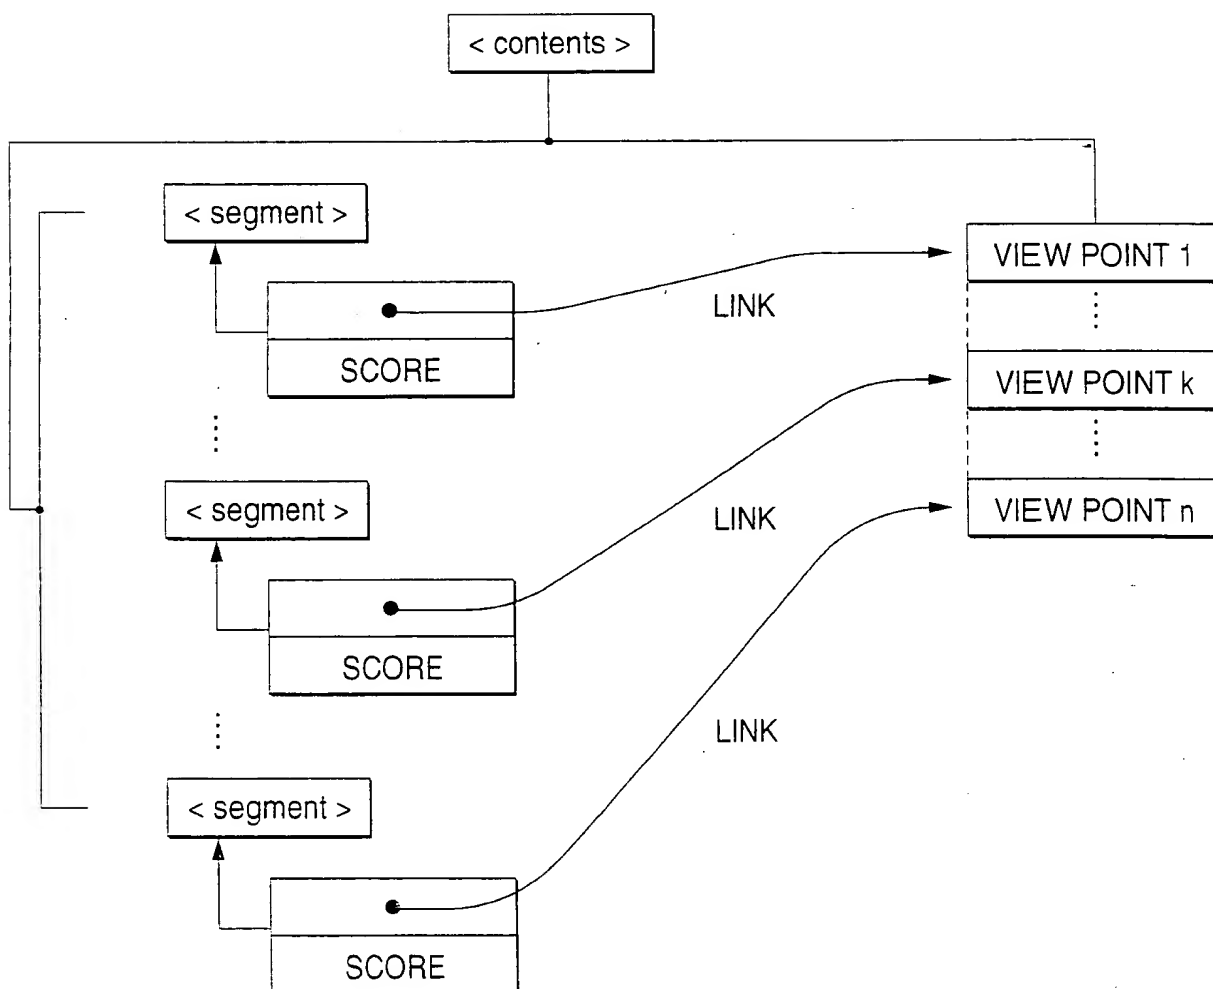 < contents >
< segment >
VIEW POINT 1
LINK
SCORE
VIEW POINT k
< segment >
LINK
VIEW POINT n
SCORE
LINK
< segment >
SCORE